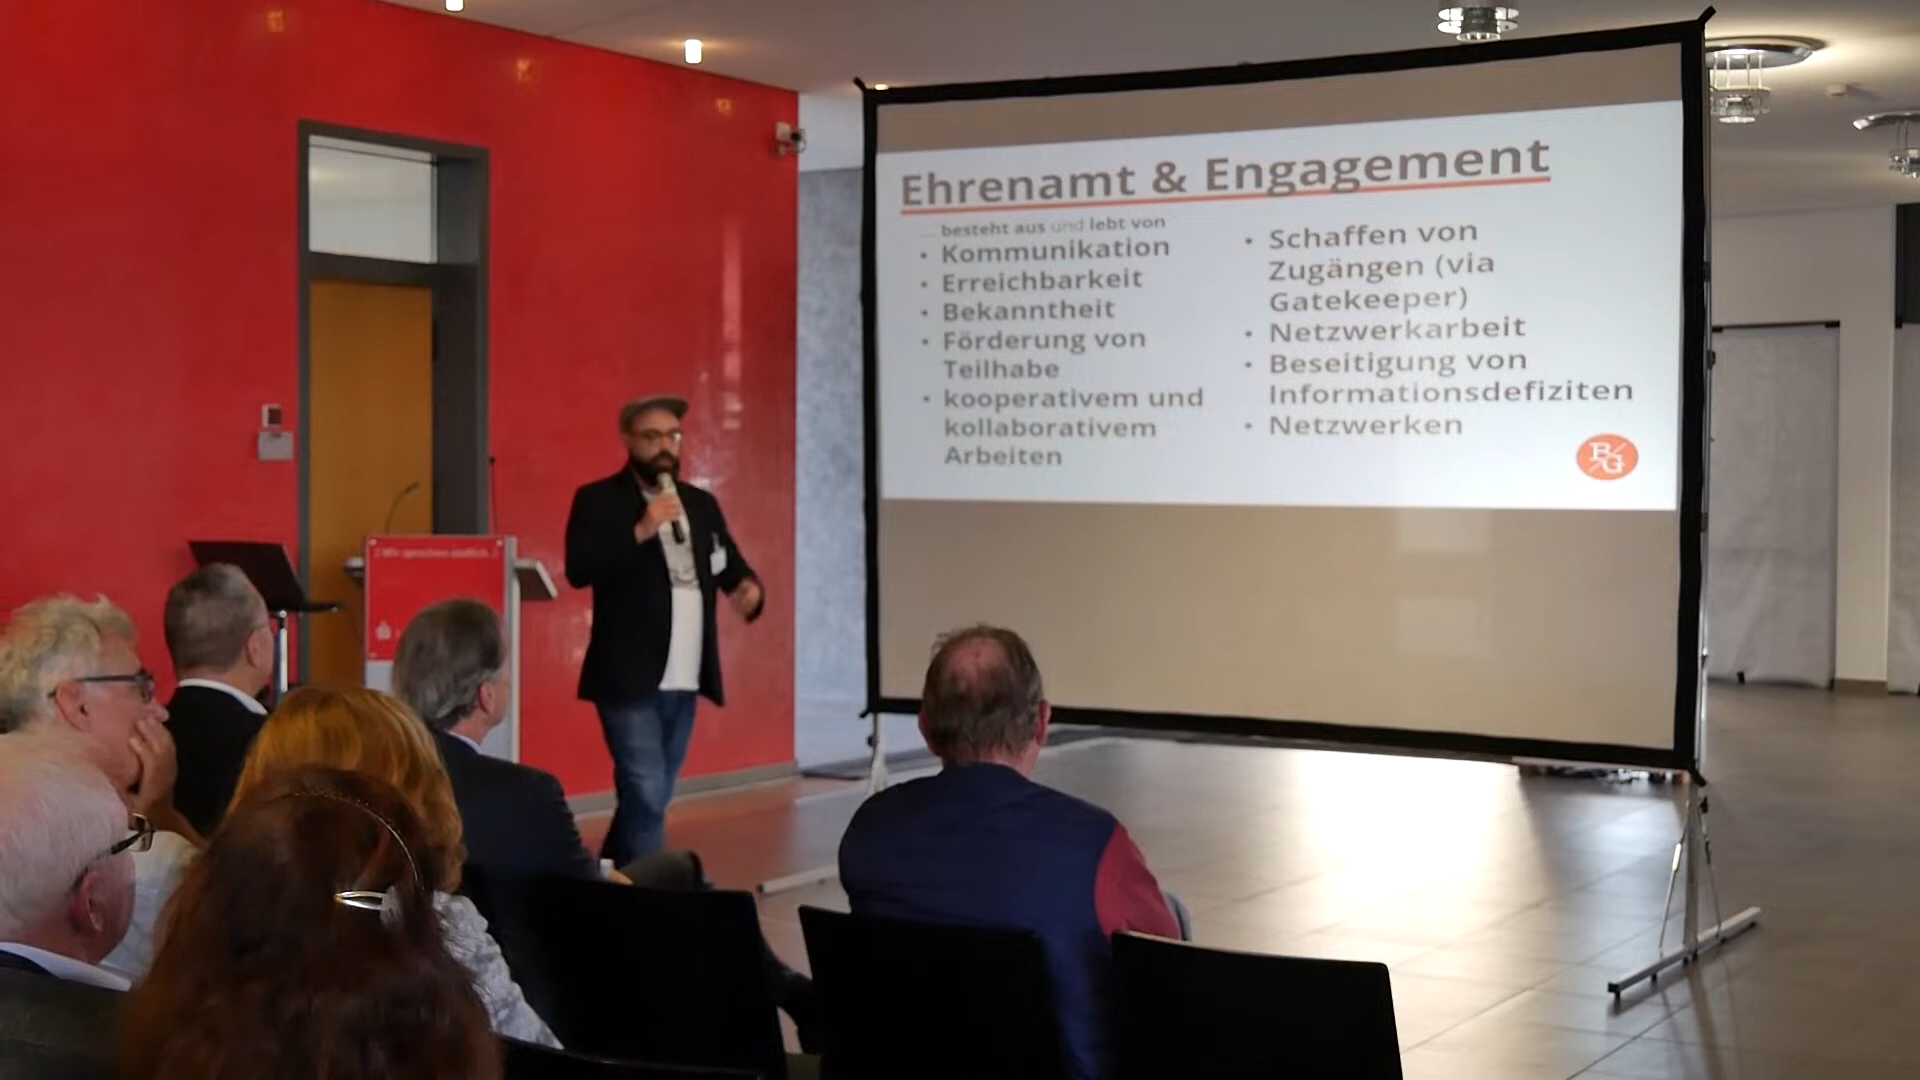 Ehrenamt & Engagement
... besteht aus und lebt von
• Kommunikation
• Erreichbarkeit
• Bekanntheit
• Förderung von
Teilhabe
• kooperativem und
kollaborativem
Arbeiten
• Schaffen von
Zugängen (via
Gatekeeper)
• Netzwerkarbeit
• Beseitigung von
Informationsdefiziten
• Netzwerken
B/G